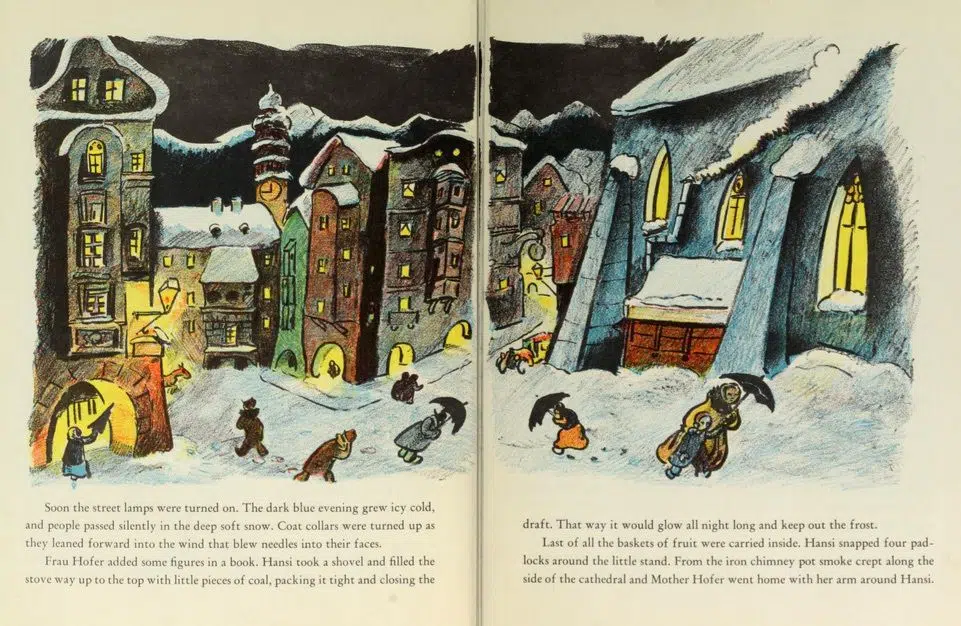 Soon the street lamps were turned on. The dark blue evening grew icy cold,
and people passed silently in the deep soft snow. Coat collars were turned up as
they leaned forward into the wind that blew needles into their faces.
Frau Hofer added some figures in a book. Hansi took a shovel and filled the
stove way up to the top with little pieces of coal, packing it tight and closing the
draft. That way it would glow all night long and keep out the frost.
Last of all the baskets of fruit were carried inside. Hansi snapped four pad-
locks around the little stand. From the iron chimney pot smoke crept along the
side of the cathedral and Mother Hofer went home with her arm around Hansi.